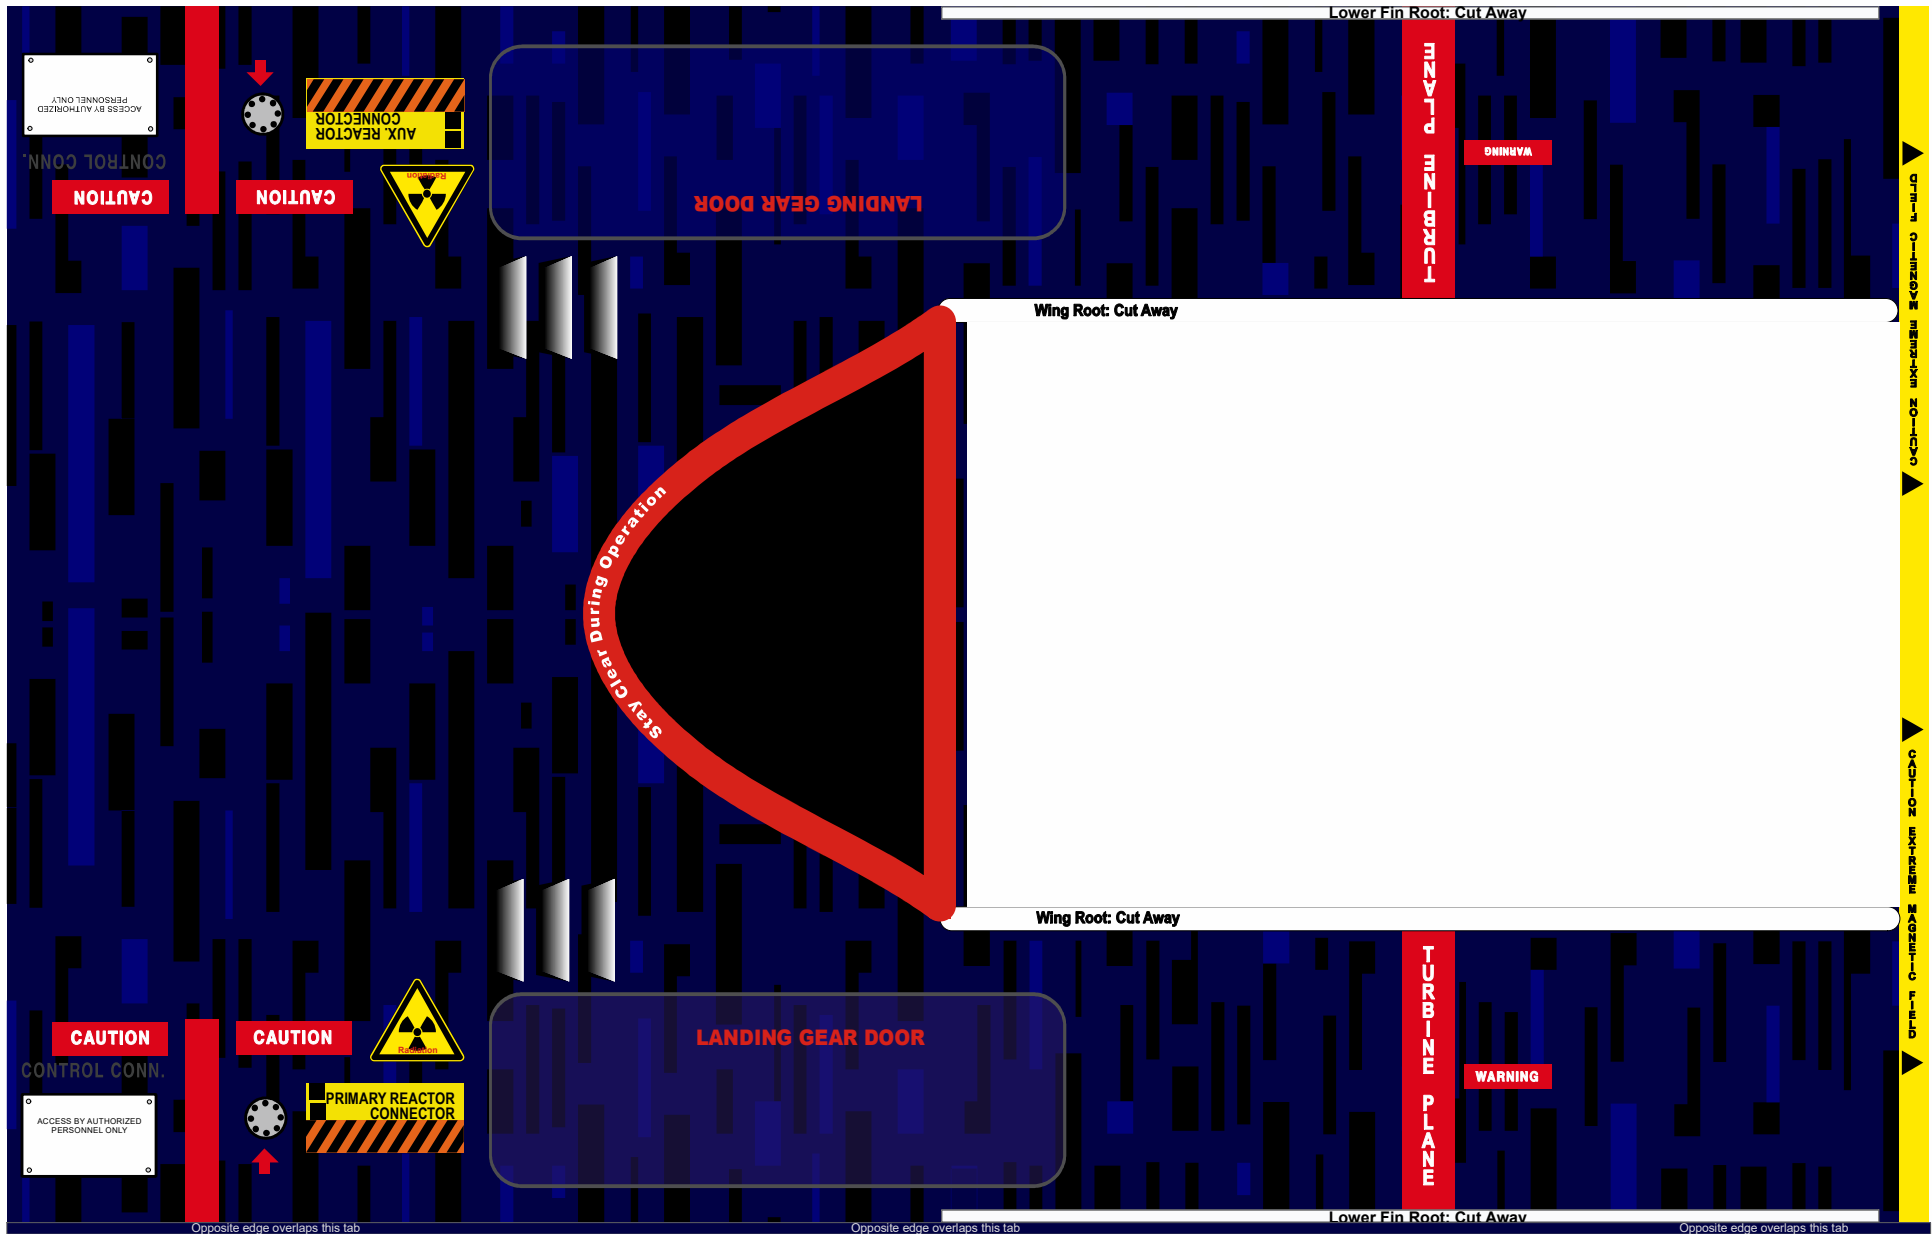 Lower Fin Root: Cut Away
ACCESS BY AUTHORIZED
PERSONNEL ONLY
CONTROL CONN.
CAUTION
CAUTION
AUX. REACTOR
CONNECTOR
Radiation
LANDING GEAR DOOR
TURBINE PLANE
WARNING
CAUTION EXTREME MAGNETIC FIELD
Wing Root: Cut Away
Stay Clear During Operation
Wing Root: Cut Away
CAUTION EXTREME MAGNETIC FIELD
TURBINE PLANE
WARNING
LANDING GEAR DOOR
Radiation
CAUTION
CAUTION
CONTROL CONN.
PRIMARY REACTOR
CONNECTOR
ACCESS BY AUTHORIZED
PERSONNEL ONLY
Lower Fin Root: Cut Away
Opposite edge overlaps this tab
Opposite edge overlaps this tab
Opposite edge overlaps this tab